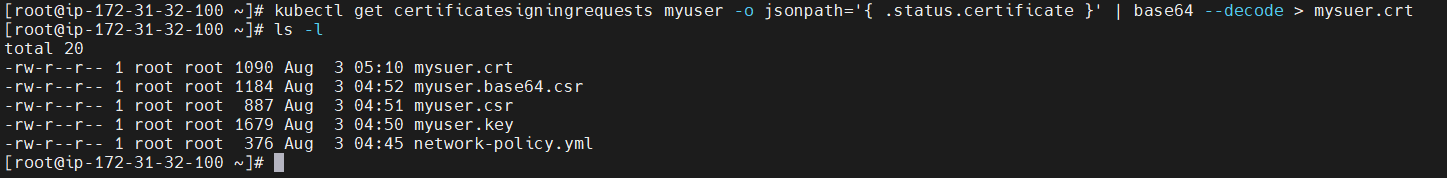 [root@ip-172-31-32-100 ~]# kubectl get certificatesigningrequests myuser -o jsonpath='{ .status.certificate }' | base64 --decode > mysuer.crt
[root@ip-172-31-32-100 ~]# ls -l
total 20
-rw-r--r-- 1 root root 1090 Aug  3 05:10 mysuer.crt
-rw-r--r-- 1 root root 1184 Aug  3 04:52 myuser.base64.csr
-rw-r--r-- 1 root root  887 Aug  3 04:51 myuser.csr
-rw-r--r-- 1 root root 1679 Aug  3 04:50 myuser.key
-rw-r--r-- 1 root root  376 Aug  3 04:45 network-policy.yml
[root@ip-172-31-32-100 ~]#